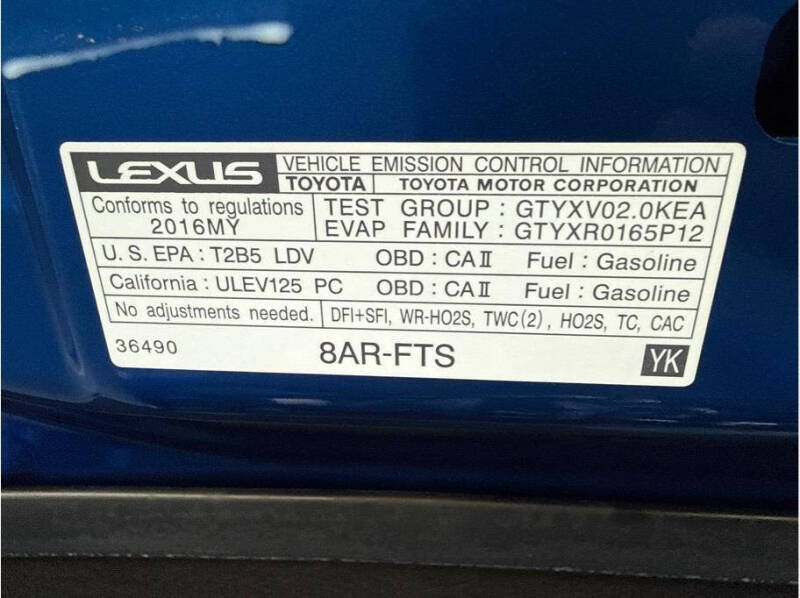 LEXUS VEHICLE EMISSION CONTROL INFORMATION
TOYOTA TOYOTA MOTOR CORPORATION
Conforms to regulations
2016MY
TEST GROUP : GTYXV02.0KEA
EVAP FAMILY : GTYXR0165P12
U. S. EPA : T2B5 LDV OBD : CAⅡ Fuel : Gasoline
California : ULEV125 PC OBD : CAⅡ Fuel : Gasoline
No adjustments needed. DFI+SFI, WR-HO2S, TWC(2), HO2S, TC, CAC
36490 8AR-FTS YK